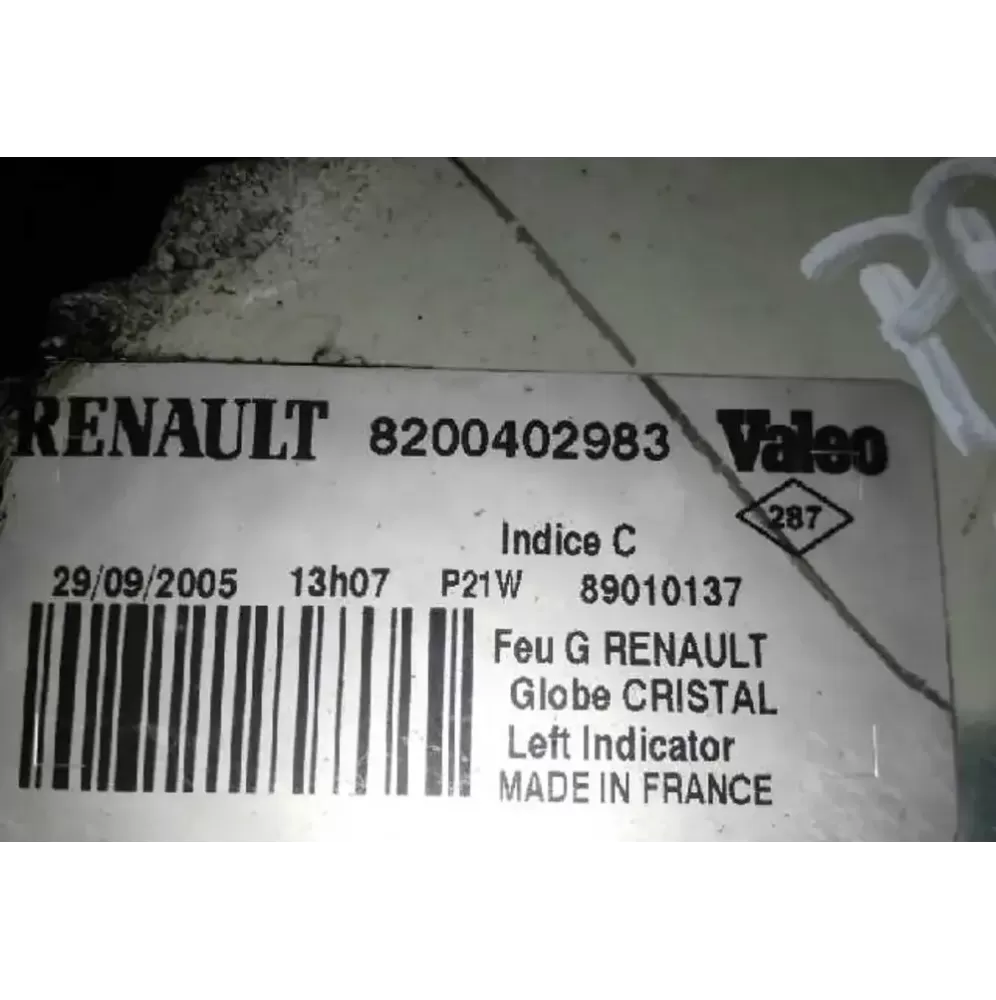 RENAULT 8200402983 Valeo
287
Indice C
29/09/2005 13h07 P21W 89010137
Feu G RENAULT
Globe CRISTAL
Left Indicator
MADE IN FRANCE